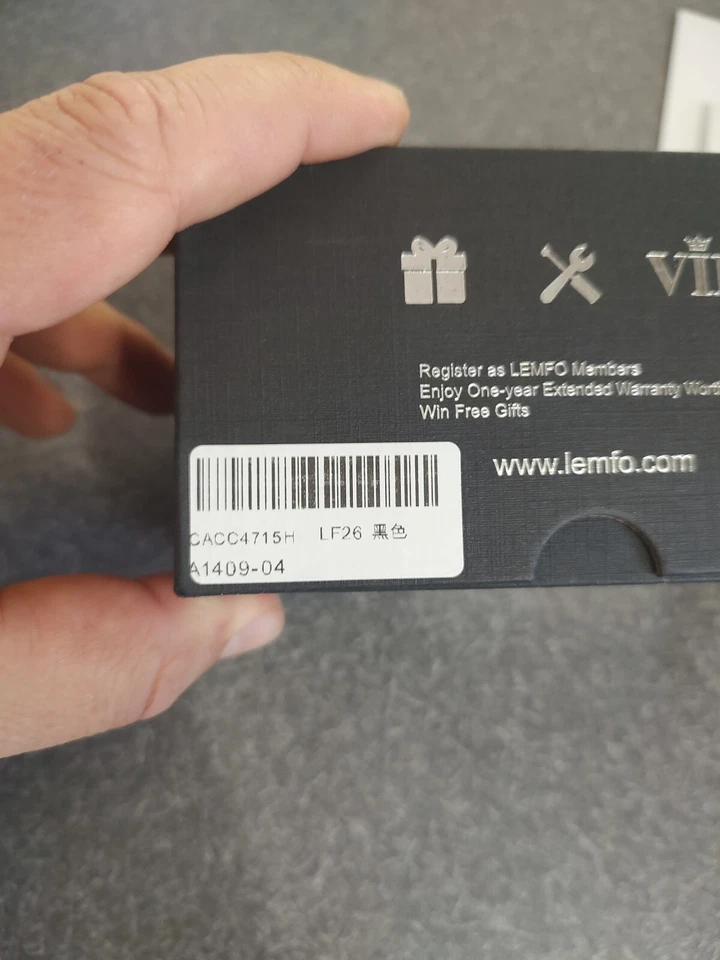 Register as LEMFO Members
Enjoy One-year Extended Warranty
Win Free Gifts
www.lemfo.com
CACC4715H LF26 黑色
A1409-04